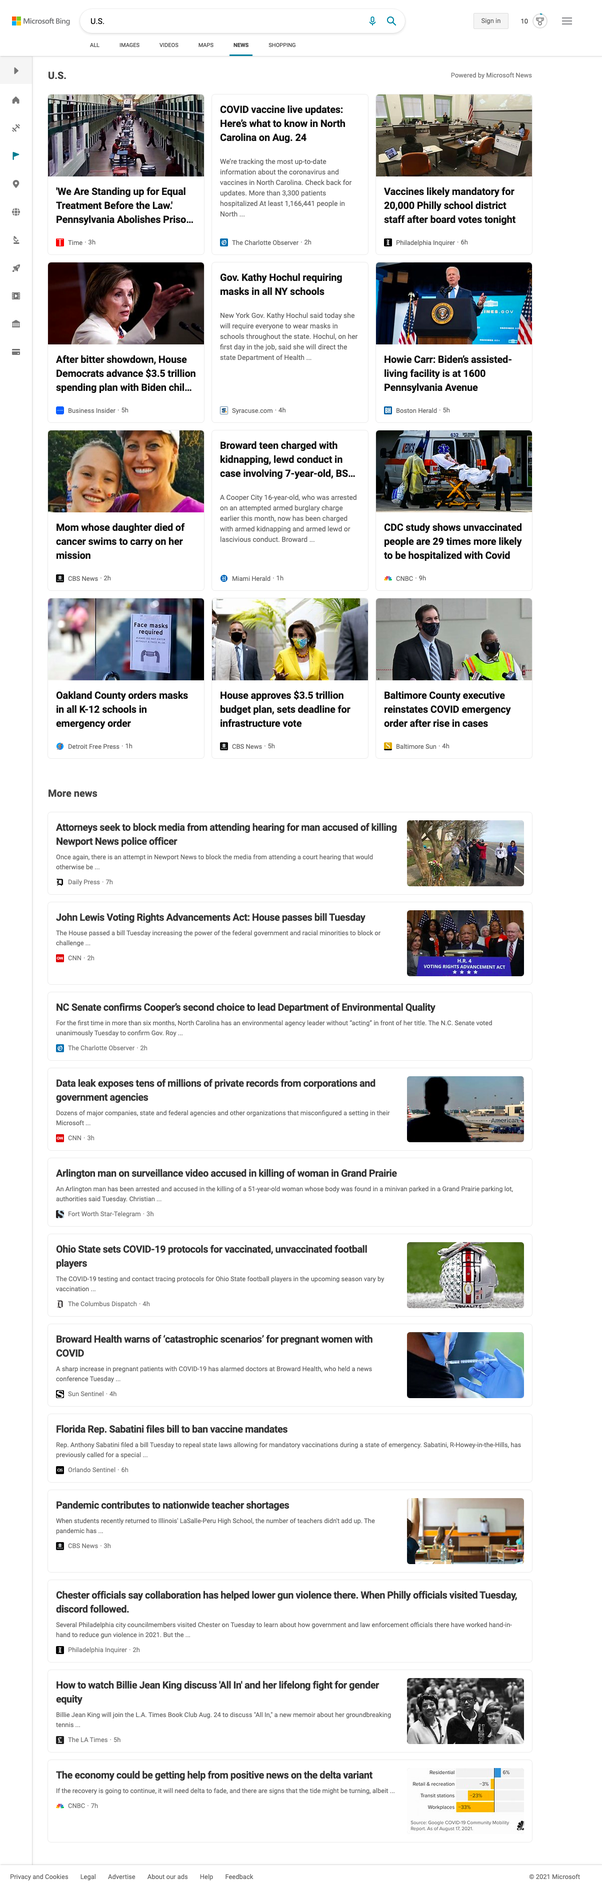 Microsoft Bing
U.S.
Sign in
10
ALL
IMAGES
VIDEOS
MAPS
NEWS
SHOPPING
U.S.
Powered by Microsoft News
'We Are Standing up for Equal
Treatment Before the Law.'
Pennsylvania Abolishes Priso...
Time · 3h
COVID vaccine live updates:
Here's what to know in North
Carolina on Aug. 24
We're tracking the most up-to-date
information about the coronavirus and
vaccines in North Carolina. Check back for
updates. More than 3,300 patients
hospitalized At least 1,166,441 people in
North ...
The Charlotte Observer · 2h
Vaccines likely mandatory for
20,000 Philly school district
staff after board votes tonight
Philadelphia Inquirer · 6h
After bitter showdown, House
Democrats advance $3.5 trillion
spending plan with Biden chil...
Business Insider · 5h
Gov. Kathy Hochul requiring
masks in all NY schools
New York Gov. Kathy Hochul said today she
will require everyone to wear masks in
schools throughout the state. Hochul, on her
first day in the job, said she will direct the
state Department of Health ...
Syracuse.com · 4h
Howie Carr: Biden's assisted-
living facility is at 1600
Pennsylvania Avenue
Boston Herald · 5h
Mom whose daughter died of
cancer swims to carry on her
mission
CBS News · 2h
Broward teen charged with
kidnapping, lewd conduct in
case involving 7-year-old, BS...
A Cooper City 16-year-old, who was arrested
on an attempted armed burglary charge
earlier this month, now has been charged
with armed kidnapping and armed lewd or
lascivious conduct. Broward ...
Miami Herald · 1h
CDC study shows unvaccinated
people are 29 times more likely
to be hospitalized with Covid
CNBC · 9h
Face masks
required
Oakland County orders masks
in all K-12 schools in
emergency order
Detroit Free Press · 1h
House approves $3.5 trillion
budget plan, sets deadline for
infrastructure vote
CBS News · 5h
Baltimore County executive
reinstates COVID emergency
order after rise in cases
Baltimore Sun · 4h
More news
Attorneys seek to block media from attending hearing for man accused of killing
Newport News police officer
Once again, there is an attempt in Newport News to block the media from attending a court hearing that would
otherwise be ...
Daily Press · 7h
John Lewis Voting Rights Advancements Act: House passes bill Tuesday
The House passed a bill Tuesday increasing the power of the federal government and racial minorities to block or
challenge ...
CNN · 2h
H.R. 4
VOTING RIGHTS ADVANCEMENT ACT
NC Senate confirms Cooper's second choice to lead Department of Environmental Quality
For the first time in more than six months, North Carolina has an environmental agency leader without "acting" in front of her title. The N.C. Senate voted
unanimously Tuesday to confirm Gov. Roy ...
The Charlotte Observer · 2h
Data leak exposes tens of millions of private records from corporations and
government agencies
Dozens of major companies, state and federal agencies and other organizations that misconfigured a setting in their
Microsoft ...
CNN · 3h
American
Arlington man on surveillance video accused in killing of woman in Grand Prairie
An Arlington man has been arrested and accused in the killing of a 51-year-old woman whose body was found in a minivan parked in a Grand Prairie parking lot,
authorities said Tuesday. Christian ...
Fort Worth Star-Telegram · 3h
Ohio State sets COVID-19 protocols for vaccinated, unvaccinated football
players
The COVID-19 testing and contact tracing protocols for Ohio State football players in the upcoming season vary by
vaccination ...
The Columbus Dispatch · 4h
EQUALITY
Broward Health warns of 'catastrophic scenarios' for pregnant women with
COVID
A sharp increase in pregnant patients with COVID-19 has alarmed doctors at Broward Health, who held a news
conference Tuesday ...
Sun Sentinel · 4h
Florida Rep. Sabatini files bill to ban vaccine mandates
Rep. Anthony Sabatini filed a bill Tuesday to repeal state laws allowing for mandatory vaccinations during a state of emergency. Sabatini, R-Howey-in-the-Hills, has
previously called for a special ...
Orlando Sentinel · 6h
Pandemic contributes to nationwide teacher shortages
When students recently returned to Illinois' LaSalle-Peru High School, the number of teachers didn't add up. The
pandemic has ...
CBS News · 3h
Chester officials say collaboration has helped lower gun violence there. When Philly officials visited Tuesday,
discord followed.
Several Philadelphia city councilmembers visited Chester on Tuesday to learn about how government and law enforcement officials there have worked hand-in-
hand to reduce gun violence in 2021. But the ...
Philadelphia Inquirer · 2h
How to watch Billie Jean King discuss 'All In' and her lifelong fight for gender
equity
Billie Jean King will join the L.A. Times Book Club Aug. 24 to discuss "All In," a new memoir about her groundbreaking
tennis ...
The LA Times · 5h
The economy could be getting help from positive news on the delta variant
If the recovery is going to continue, it will need delta to fade, and there are signs that the tide might be turning, albeit ...
CNBC · 7h
Residential 6%
Retail & recreation -3%
Transit stations -23%
Workplaces -33%
Source: Google COVID-19 Community Mobility
Report. As of August 17, 2021.
Privacy and Cookies
Legal
Advertise
About our ads
Help
Feedback
© 2021 Microsoft